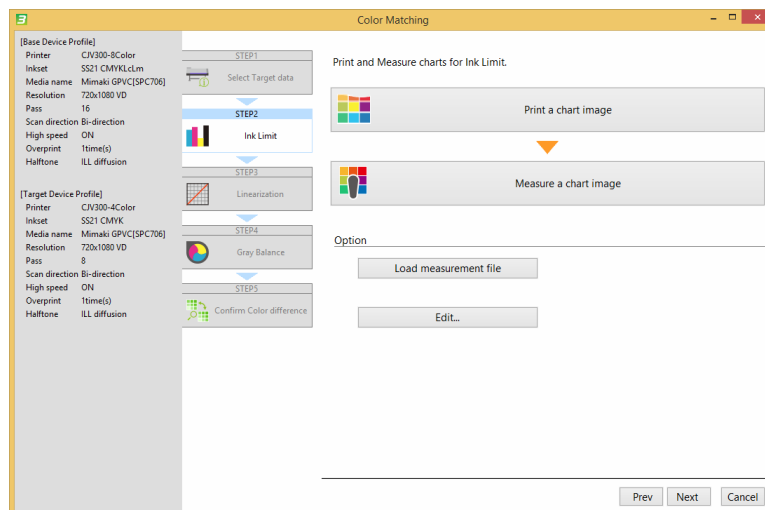 3
Color Matching
[Base Device Profile]
Printer CJV300-8Color
Inkset SS21 CMYKLcLm
Media name Mimaki GPVC[SPC706]
Resolution 720x1080 VD
Pass 16
Scan direction Bi-direction
High speed ON
Overprint 1time(s)
Halftone ILL diffusion
[Target Device Profile]
Printer CJV300-4Color
Inkset SS21 CMYK
Media name Mimaki GPVC[SPC706]
Resolution 720x1080 VD
Pass 8
Scan direction Bi-direction
High speed ON
Overprint 1time(s)
Halftone ILL diffusion
STEP1
Select Target data
STEP2
Ink Limit
STEP3
Linearization
STEP4
Gray Balance
STEP5
Confirm Color difference
Print and Measure charts for Ink Limit.
Print a chart image
Measure a chart image
Option
Load measurement file
Edit...
Prev Next Cancel